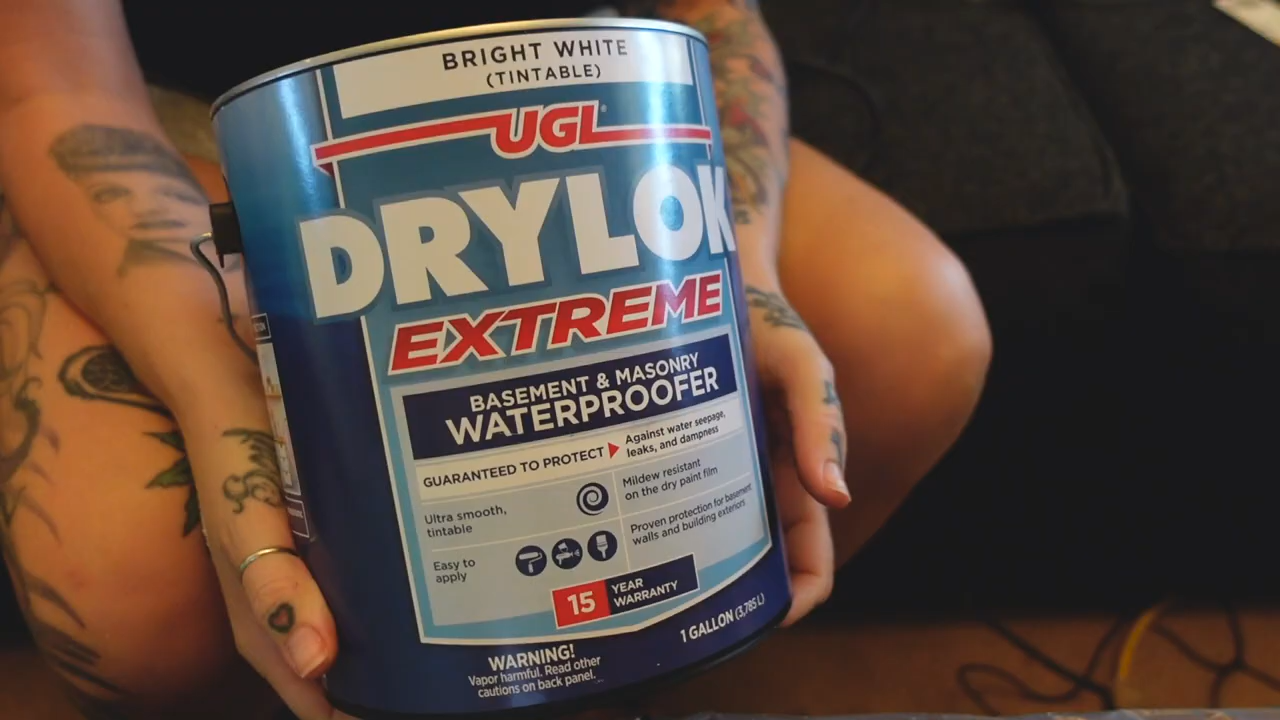 BRIGHT WHITE
(TINTABLE)
UGL®
DRYLOK
EXTREME
BASEMENT & MASONRY
WATERPROOFER
GUARANTEED TO PROTECT
Against water seepage,
leaks, and dampness
Ultra smooth,
tintable
Mildew resistant
on the dry paint film
Easy to
apply
Proven protection for basement
walls and building exteriors
15 YEAR
WARRANTY
1 GALLON (3,785 L)
WARNING!
Vapor harmful. Read other
cautions on back panel.